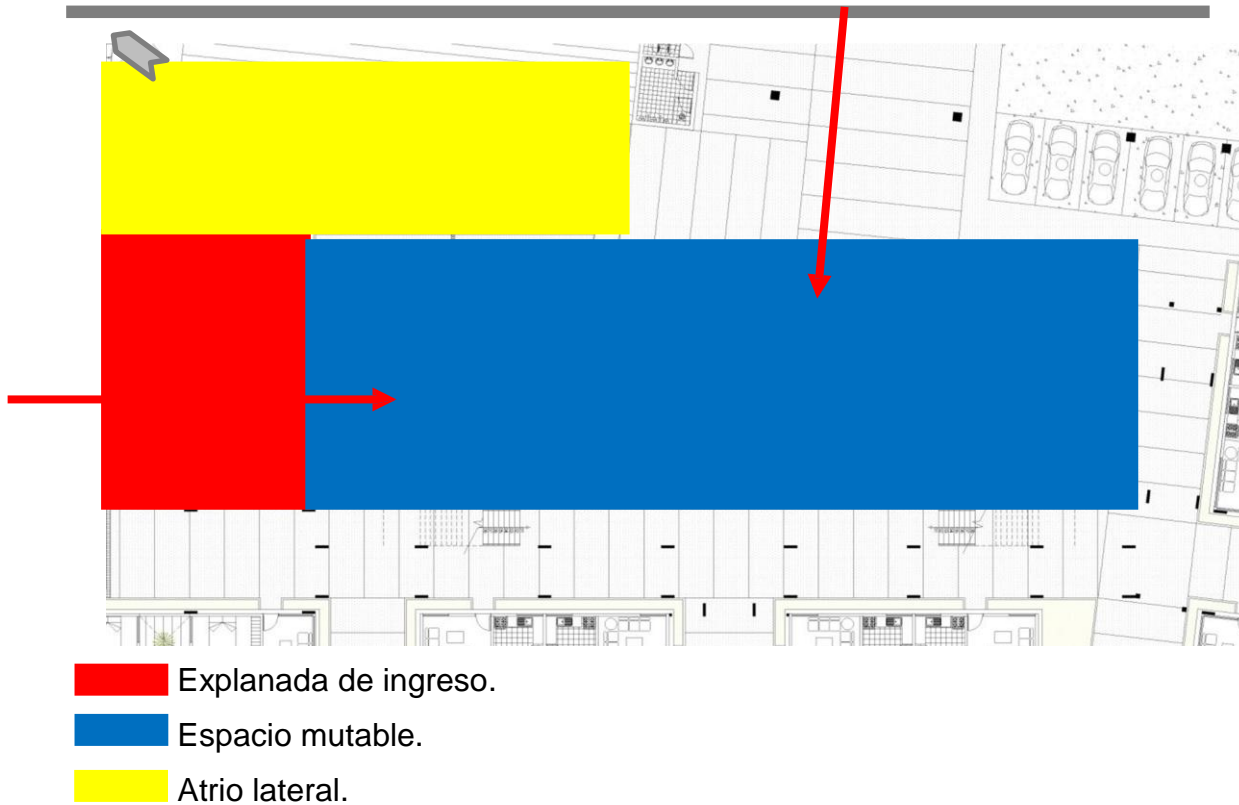 Explanada de ingreso.
Espacio mutable.
Atrio lateral.